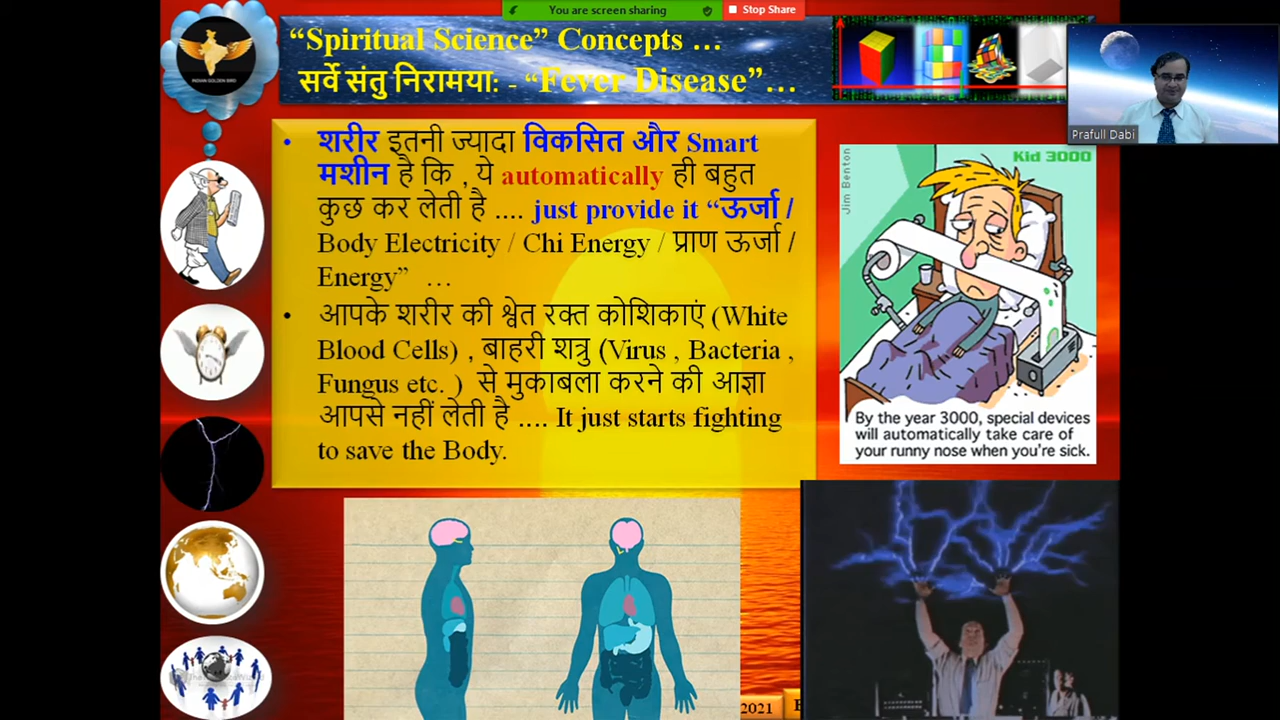 You are screen sharing
Stop Share
“Spiritual Science” Concepts …
सर्वे संतु निरामया: - “Fever Disease”…
INDIAN GOLDEN BIRD
Prafull Dabi
• शरीर इतनी ज्यादा विकसित और Smart
मशीन है कि , ये automatically ही बहुत
कुछ कर लेती है .... just provide it “ऊर्जा /
Body Electricity / Chi Energy / प्राण ऊर्जा /
Energy” …
• आपके शरीर की श्वेत रक्त कोशिकाएं (White
Blood Cells) , बाहरी शत्रु (Virus , Bacteria ,
Fungus etc. ) से मुकाबला करने की आज्ञा
आपसे नहीं लेती है .... It just starts fighting
to save the Body.
Kid 3000
Jim Benton
By the year 3000, special devices
will automatically take care of
your runny nose when you're sick.
2021